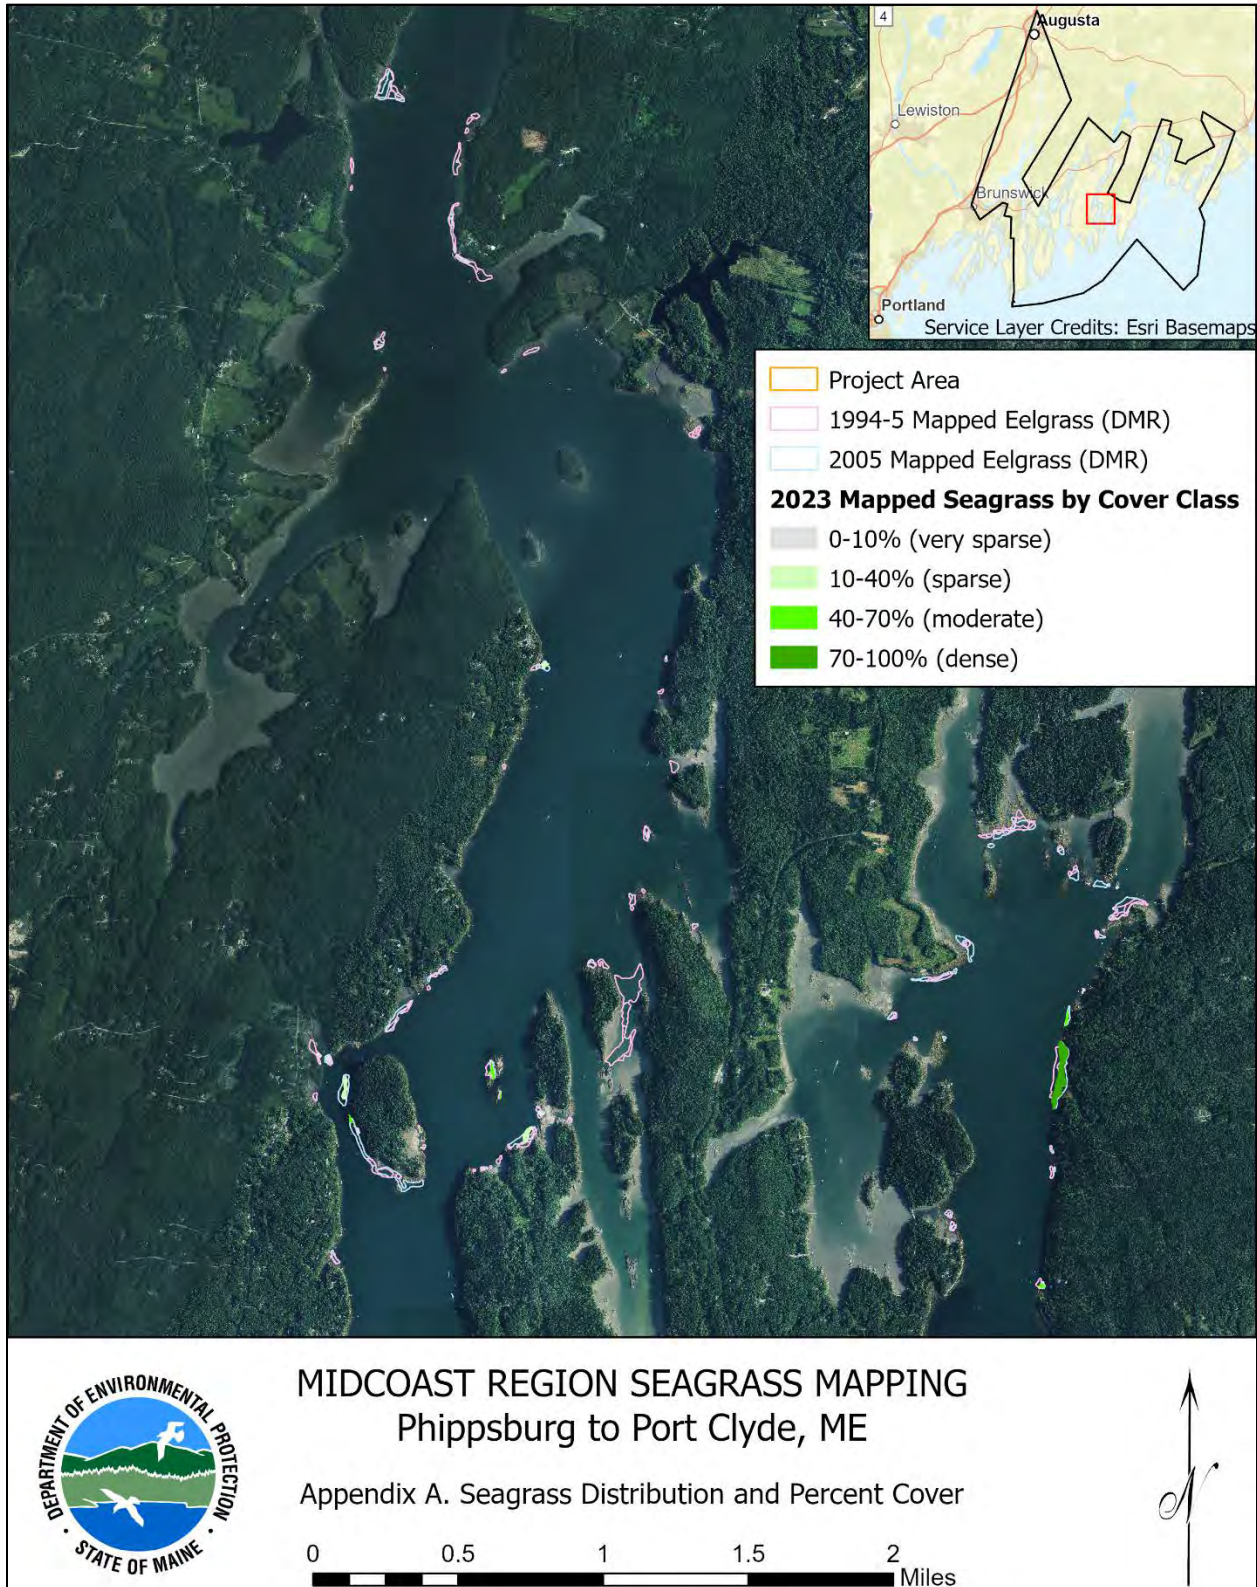 4
Augusta
Lewiston
Brunswick
Portland
Service Layer Credits: Esri Basemaps
Project Area
1994-5 Mapped Eelgrass (DMR)
2005 Mapped Eelgrass (DMR)
2023 Mapped Seagrass by Cover Class
0-10% (very sparse)
10-40% (sparse)
40-70% (moderate)
70-100% (dense)
DEPARTMENT OF ENVIRONMENTAL PROTECTION
• STATE OF MAINE •
MIDCOAST REGION SEAGRASS MAPPING
Phippsburg to Port Clyde, ME
Appendix A. Seagrass Distribution and Percent Cover
0 0.5 1 1.5 2
Miles
N